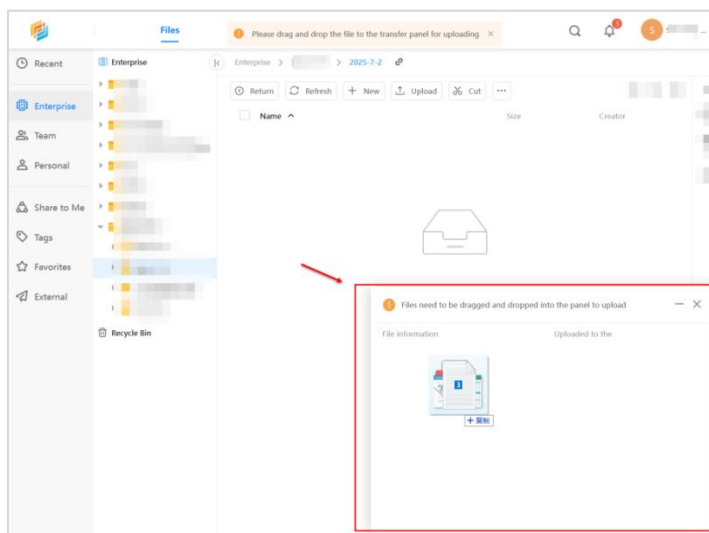 Files
Please drag and drop the file to the transfer panel for uploading ×
3
S
Recent
Enterprise
Team
Personal
Share to Me
Tags
Favorites
External
Enterprise
Recycle Bin
Enterprise > > 2025-7-2
Return Refresh + New Upload Cut ···
Name Size Creator
Files need to be dragged and dropped into the panel to upload
File information Uploaded to the
3
+ 复制